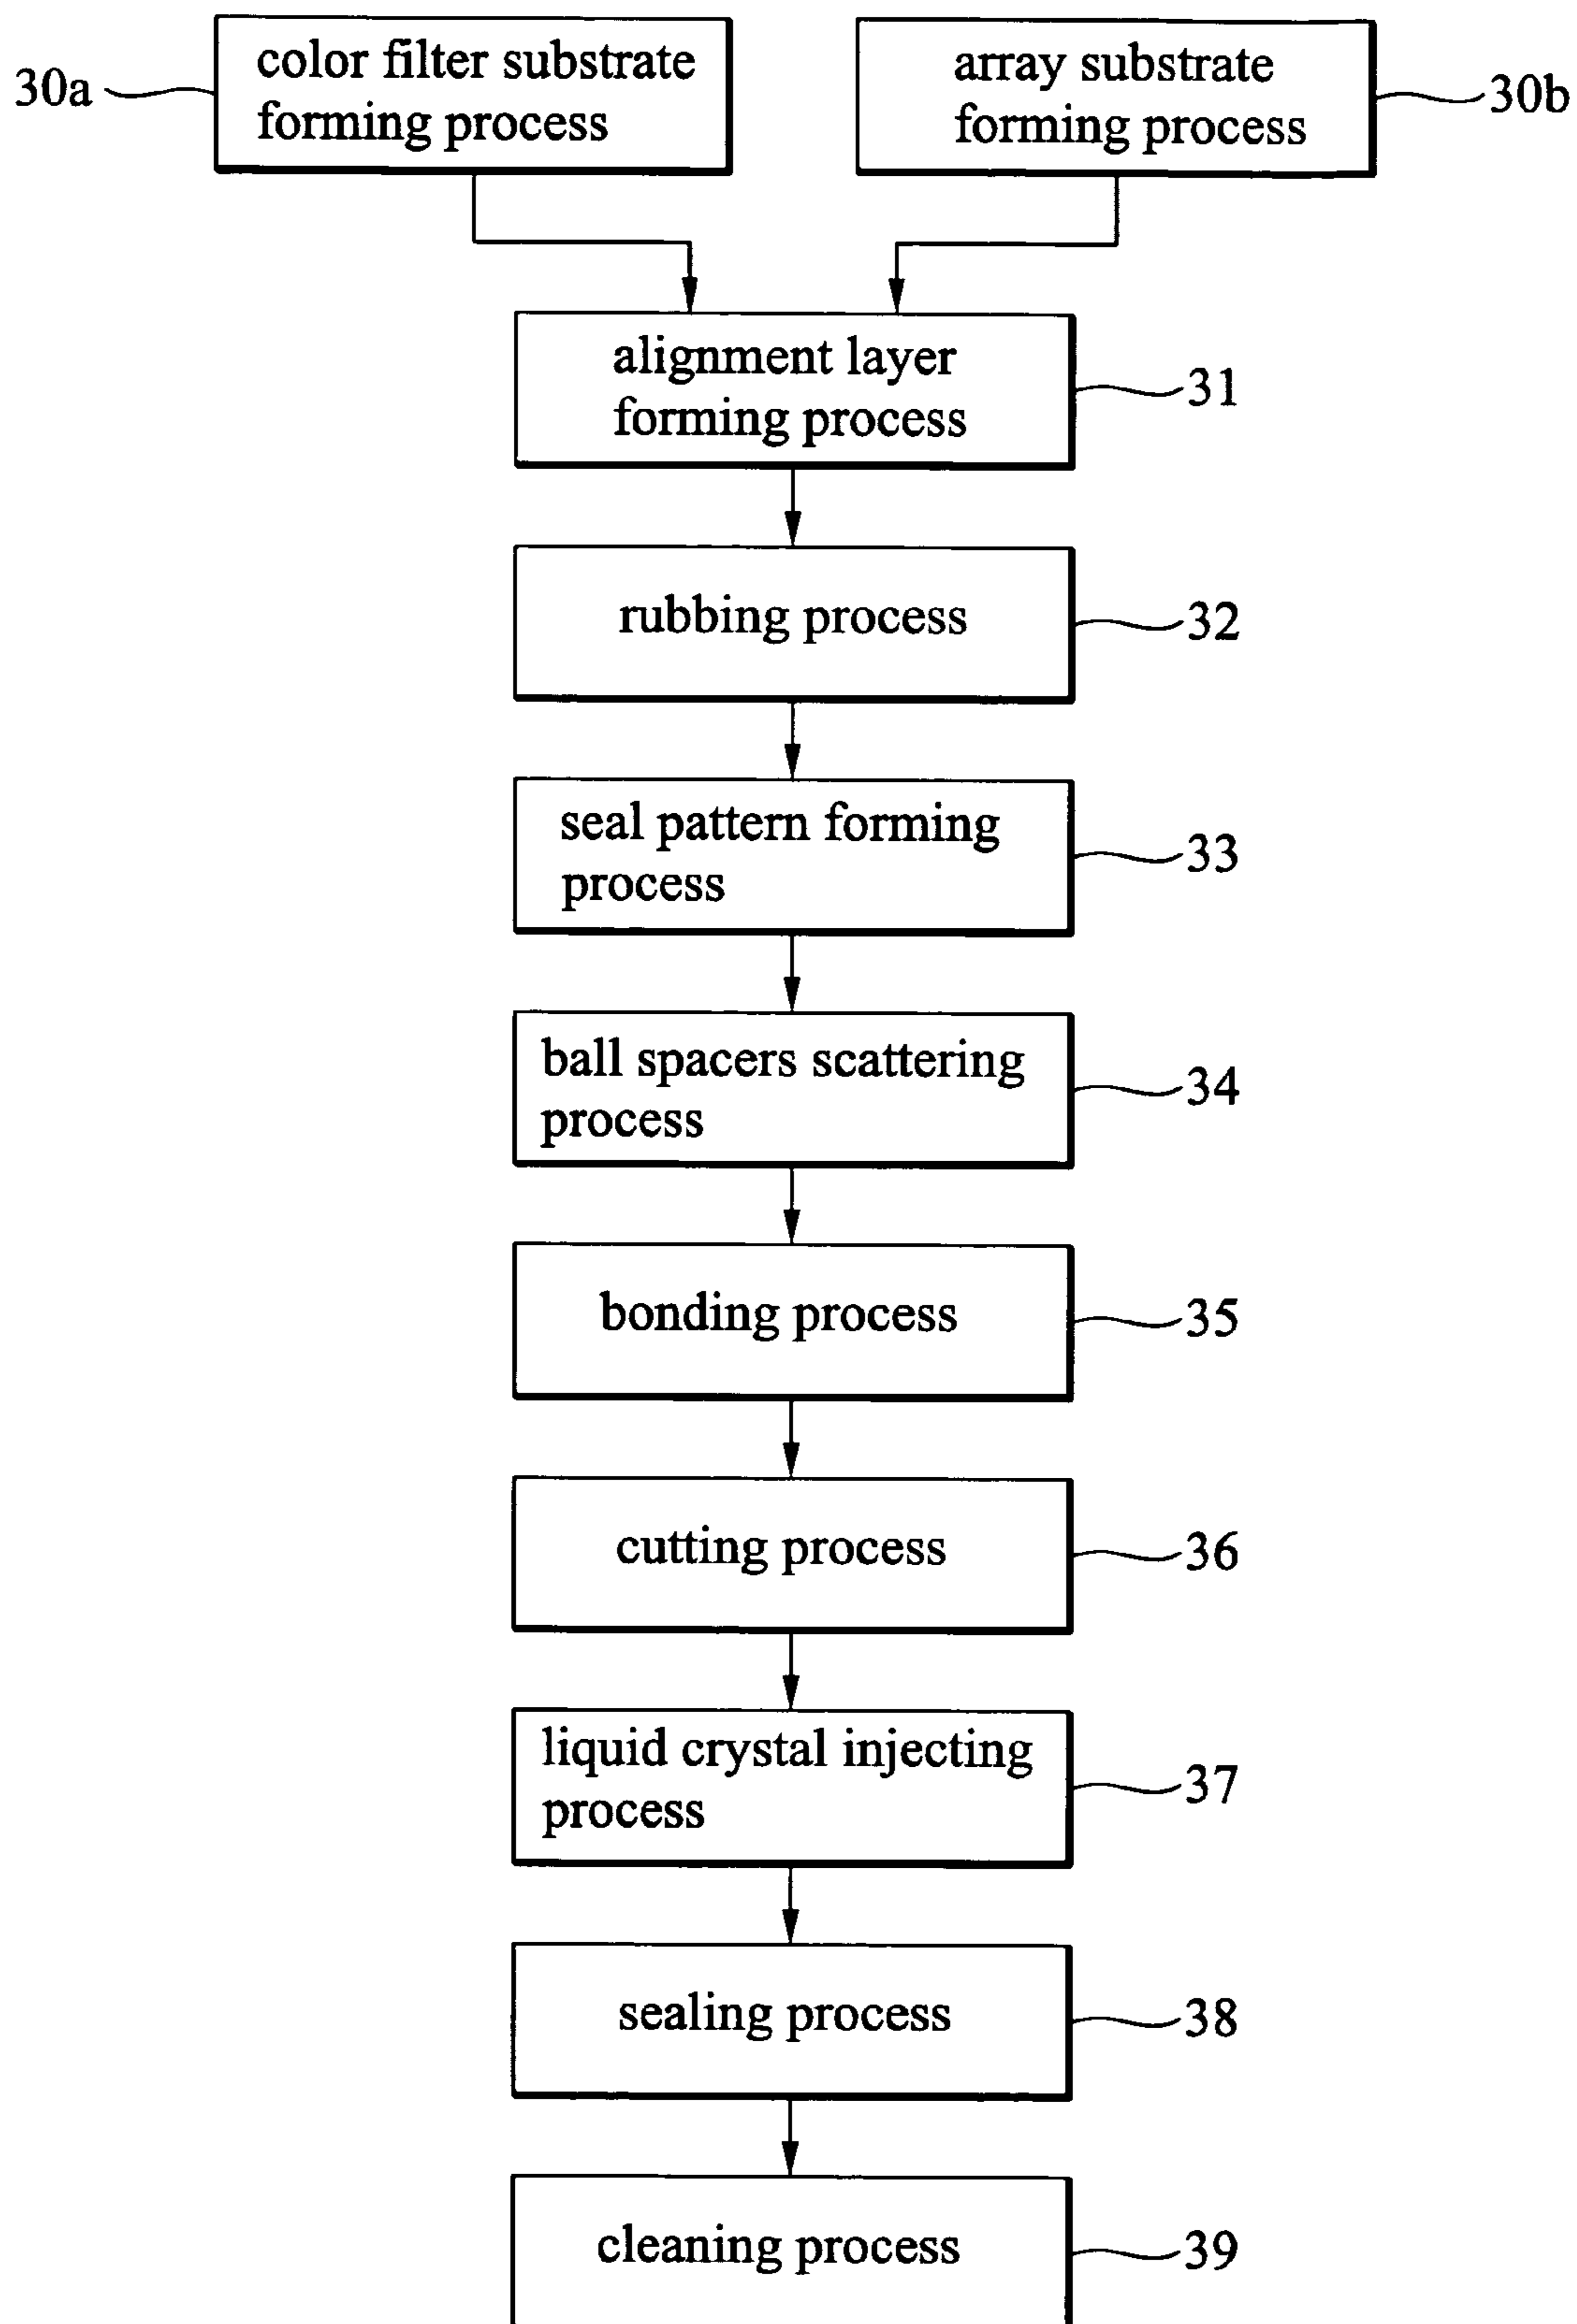 30a
color filter substrate
forming process
array substrate
forming process
30b
alignment layer
forming process
31
rubbing process
32
seal pattern forming
process
33
ball spacers scattering
process
34
bonding process
35
cutting process
36
liquid crystal injecting
process
37
sealing process
38
cleaning process
39